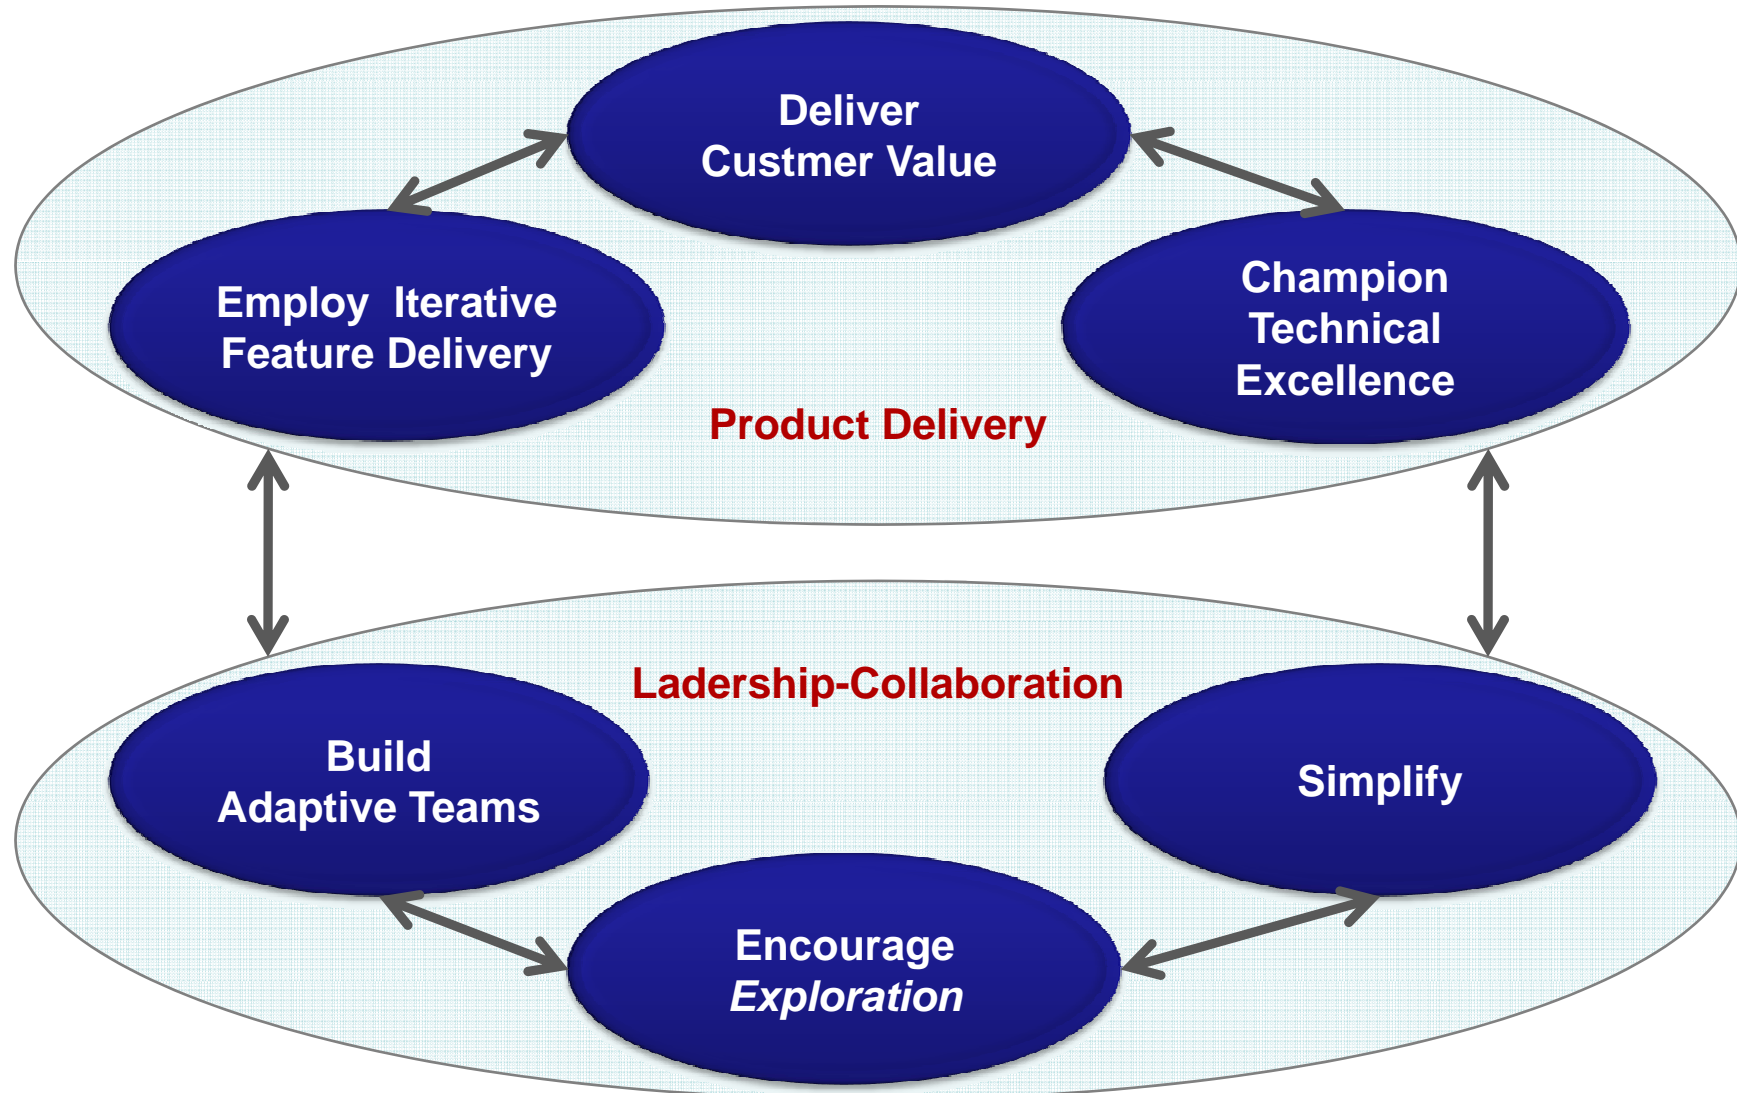 Deliver
Custmer Value
Employ Iterative
Feature Delivery
Champion
Technical
Excellence
Product Delivery
Ladership-Collaboration
Build
Adaptive Teams
Simplify
Encourage
Exploration